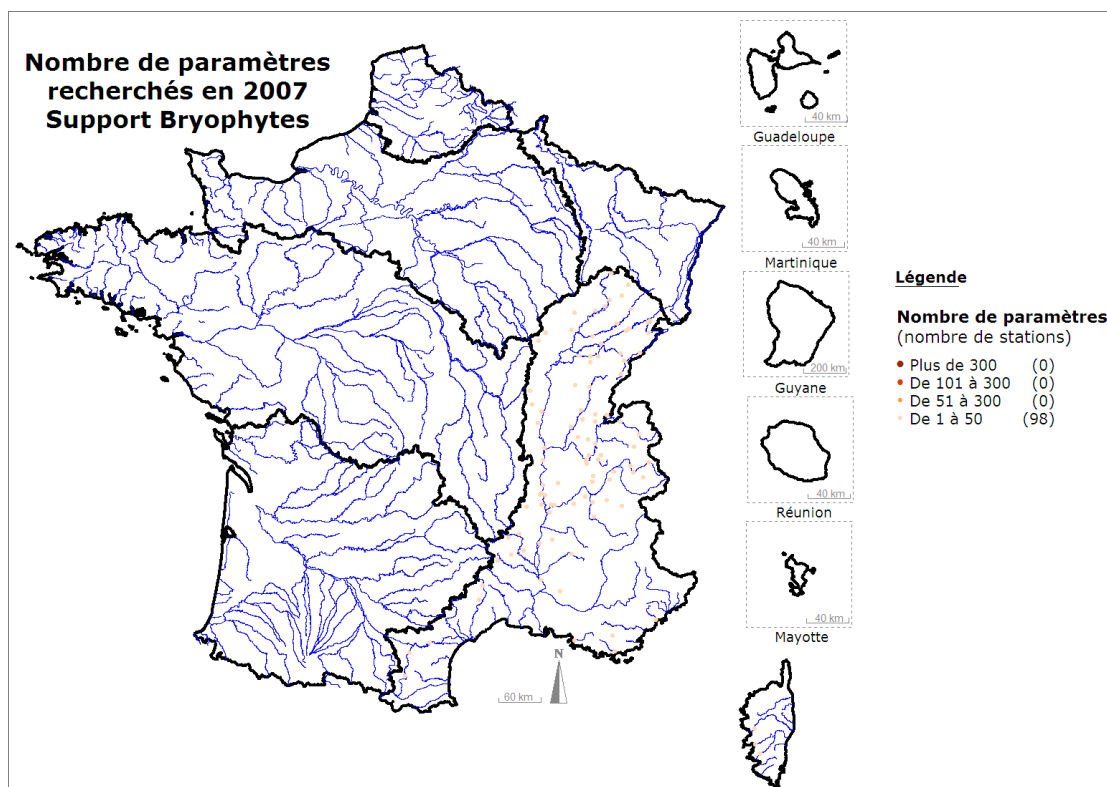 Nombre de paramètres
recherchés en 2007
Support Bryophytes
40 km
Guadeloupe
40 km
Martinique
200 km
Guyane
40 km
Réunion
40 km
Mayotte
N
60 km
Légende
Nombre de paramètres
(nombre de stations)
Plus de 300 (0)
De 101 à 300 (0)
De 51 à 300 (0)
De 1 à 50 (98)